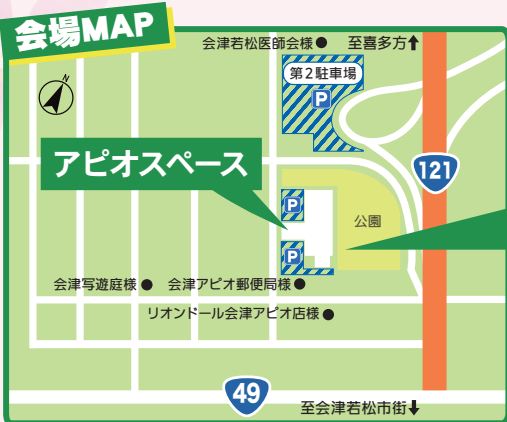 会場MAP
会津若松医師会様● 至喜多方↑
N
第2駐車場
P
アピオスペース
121
P
公園
P
会津写遊庭様● 会津アピオ郵便局様●
リオンドール会津アピオ店様●
49
至会津若松市街↓